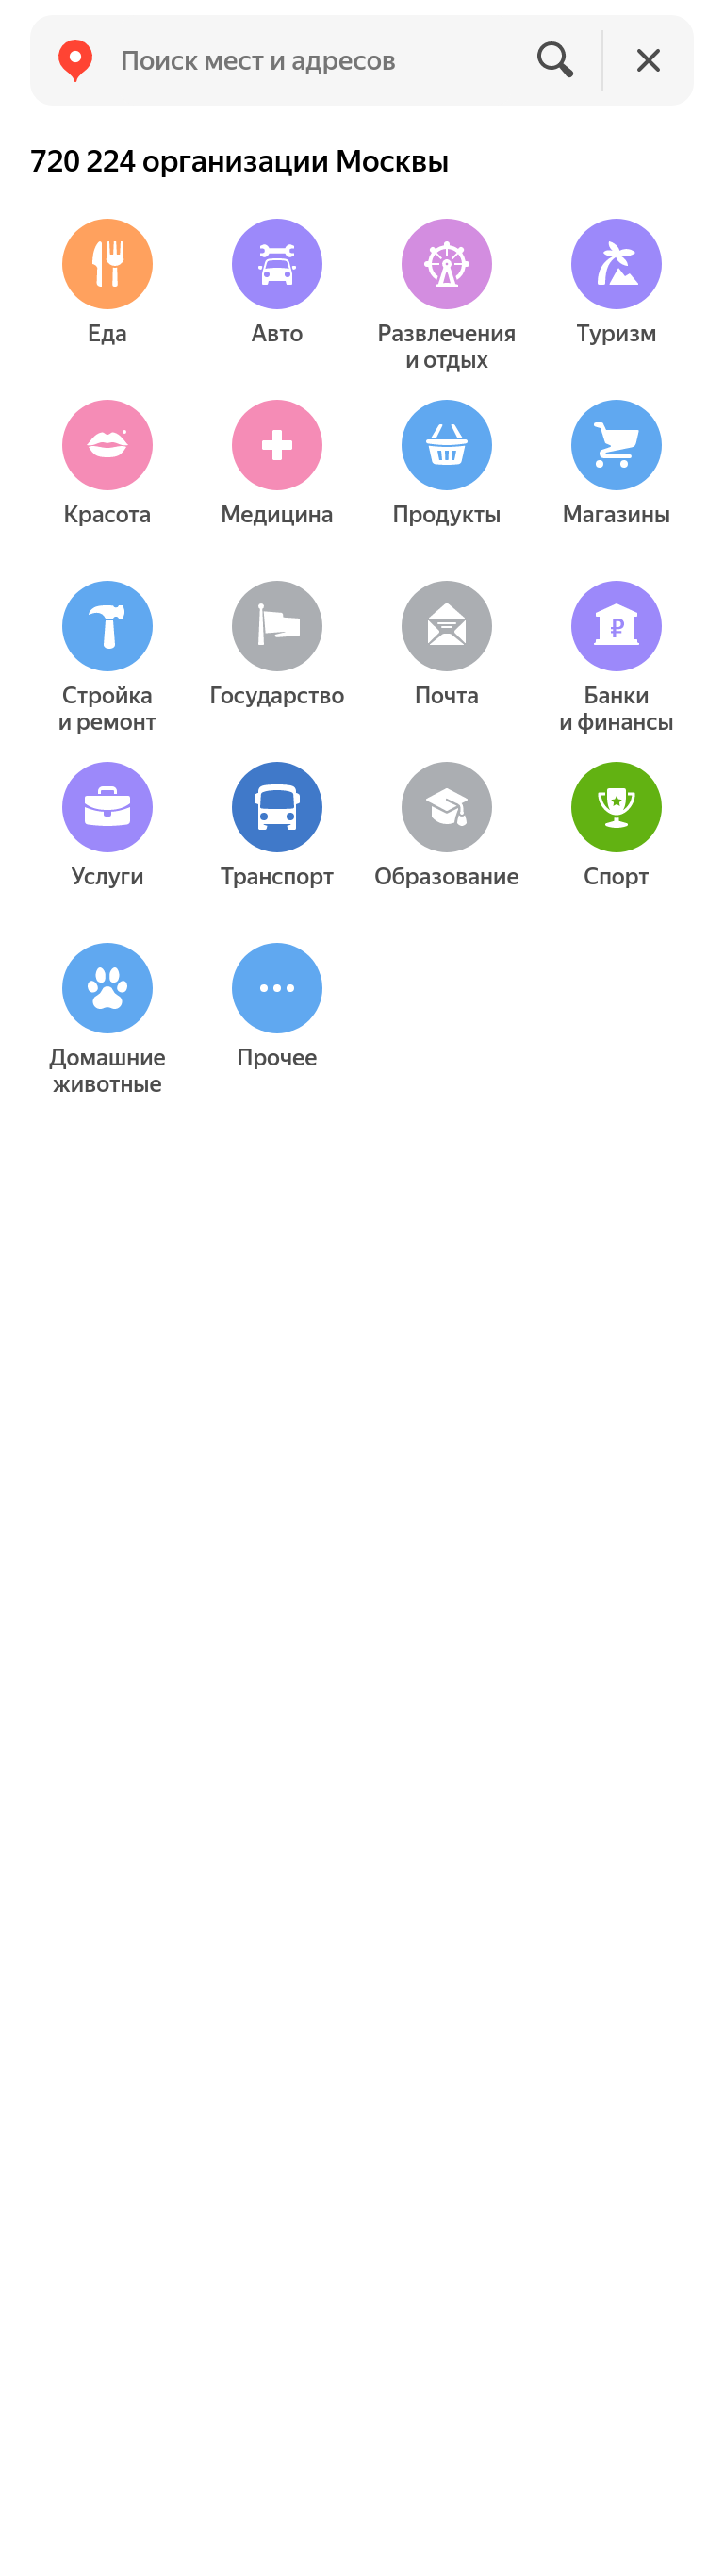 Поиск мест и адресов
720 224 организации Москвы
Еда
Авто
Развлечения
и отдых
Туризм
Красота
Медицина
Продукты
Магазины
Стройка
и ремонт
Государство
Почта
Банки
и финансы
Услуги
Транспорт
Образование
Спорт
Домашние
животные
Прочее